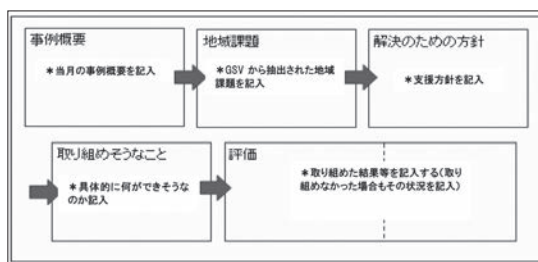 事例概要
＊当月の事例概要を記入
地域課題
＊GSVから抽出された地域
課題を記入
解決のための方針
＊支援方針を記入
取り組めそうなこと
＊具体的に何ができそうな
のか記入
評価
＊取り組めた結果等を記入する(取り
組めなかった場合もその状況を記入)